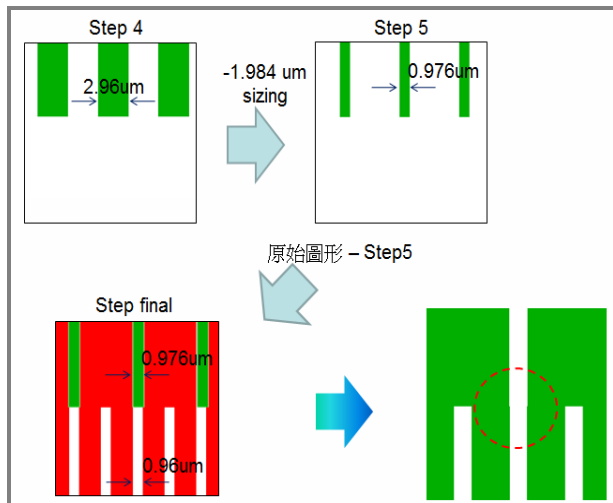 Step 4
Step 5
2.96um
-1.984 um
sizing
0.976um
原始圖形 – Step5
Step final
0.976um
0.96um